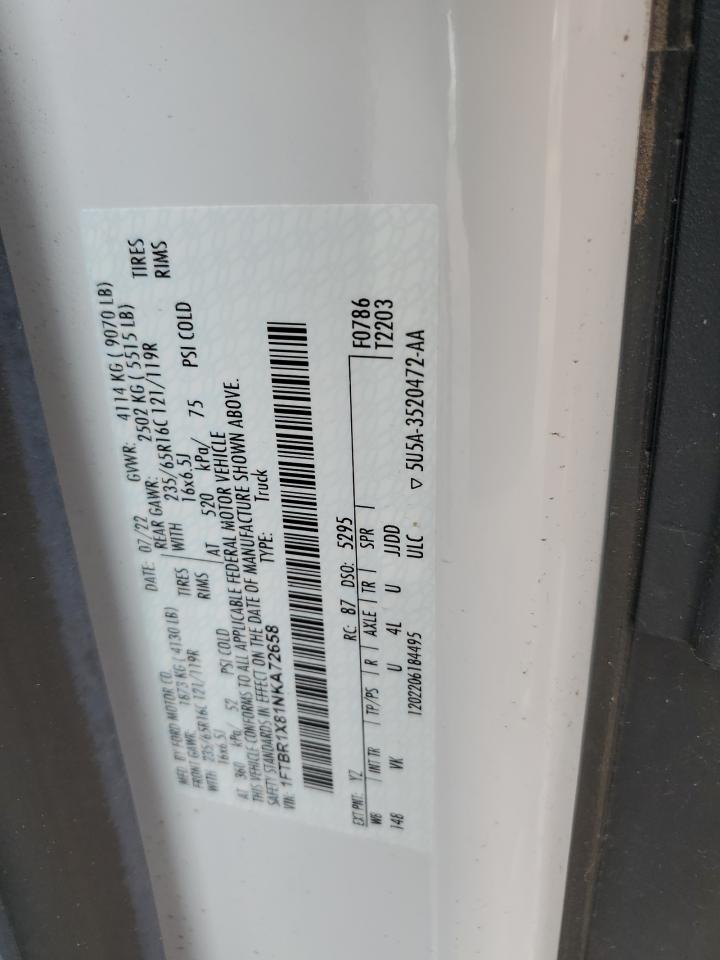 MFD. BY FORD MOTOR CO. DATE: 07/22 GVWR: 4114 KG ( 9070 LB)
FRONT GAWR: 1873 KG ( 4130 LB) REAR GAWR: 2502 KG ( 5515 LB)
WITH 235/65R16C 121/119R TIRES WITH 235/65R16C 121/119R TIRES
16x6.5J RIMS 16x6.5J RIMS
AT 360 kPa/ 52 PSI COLD AT 520 kPa/ 75 PSI COLD
THIS VEHICLE CONFORMS TO ALL APPLICABLE FEDERAL MOTOR VEHICLE
SAFETY STANDARDS IN EFFECT ON THE DATE OF MANUFACTURE SHOWN ABOVE.
VIN: 1FTBR1X81NKA72658 TYPE: Truck
EXT PNT: YZ RC: 87 DSO: 5295 F0786
WB INT TR TP/PS R AXLE TR SPR T2203
148 VK U 4L U JJDD
1202206184495 ULC ▽ 5U5A-3520472-AA